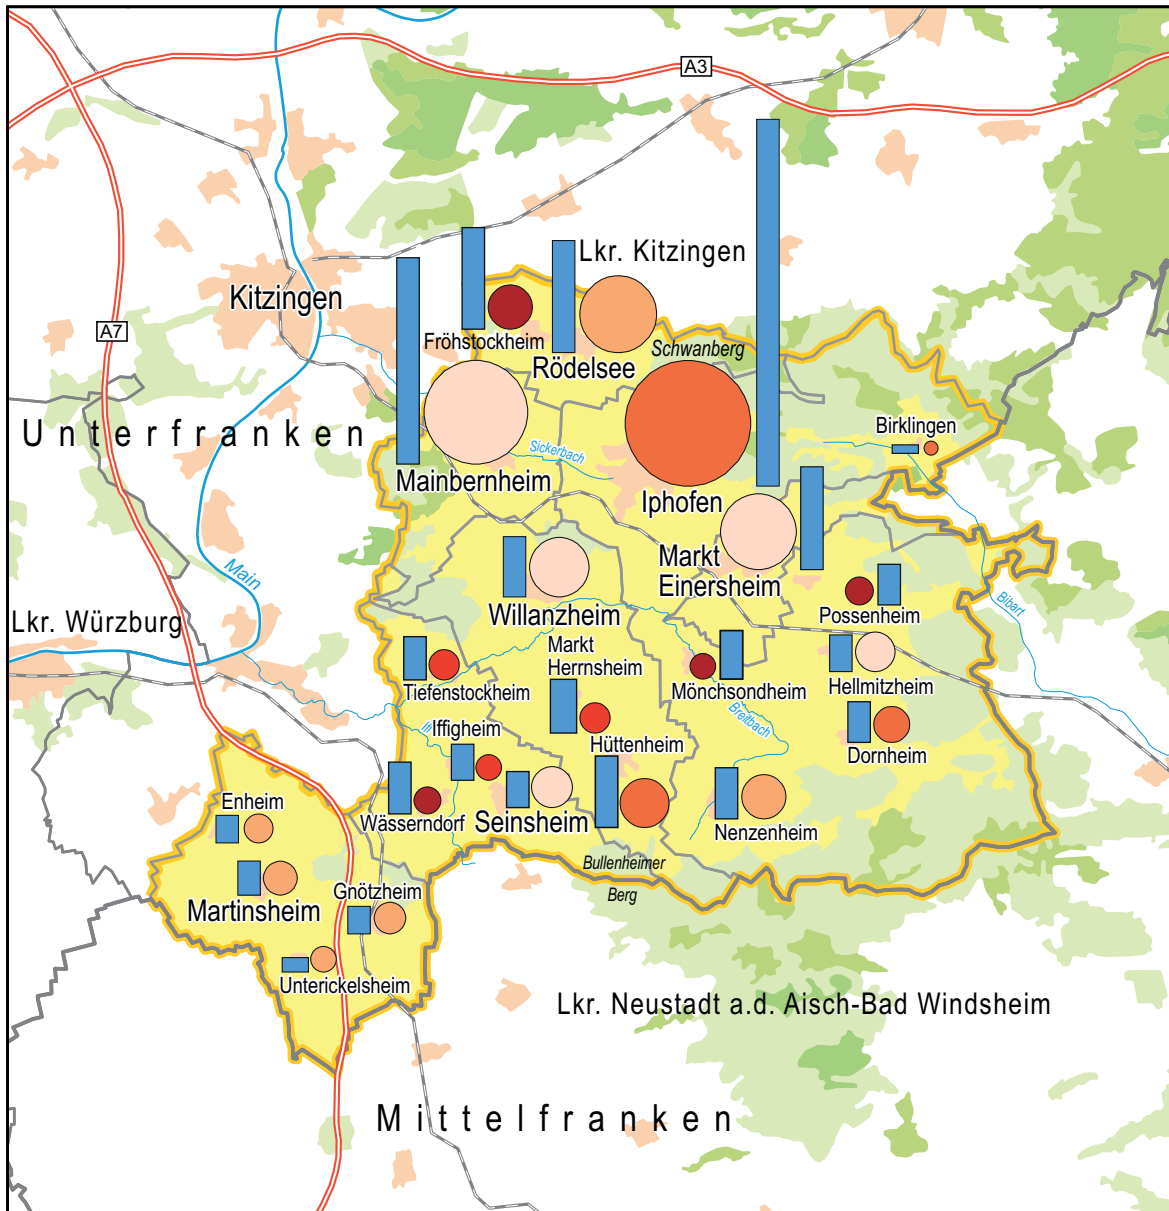 A3
Lkr. Kitzingen
Kitzingen
A7
Fröhstockheim
Rödelsee
Schwanberg
Unterfranken
Birklingen
Sickerbach
Mainbernheim
Iphofen
Markt
Einersheim
Main
Willanzheim
Possenheim
Bibart
Lkr. Würzburg
Markt
Herrnsheim
Tiefenstockheim
Mönchsondheim
Hellmitzheim
Iffigheim
Iff
Breitbach
Hüttenheim
Dornheim
Enheim
Wässerndorf
Seinsheim
Nenzenheim
Bullenheimer
Berg
Gnötzheim
Martinsheim
Unterickelsheim
Lkr. Neustadt a.d. Aisch-Bad Windsheim
Mittelfranken